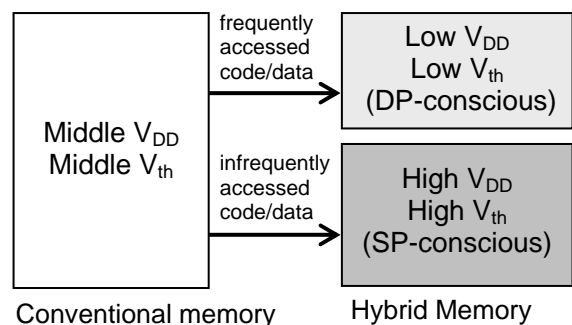 Middle V_DD
Middle V_th
frequently
accessed
code/data
infrequently
accessed
code/data
Low V_DD
Low V_th
(DP-conscious)
High V_DD
High V_th
(SP-conscious)
Conventional memory
Hybrid Memory